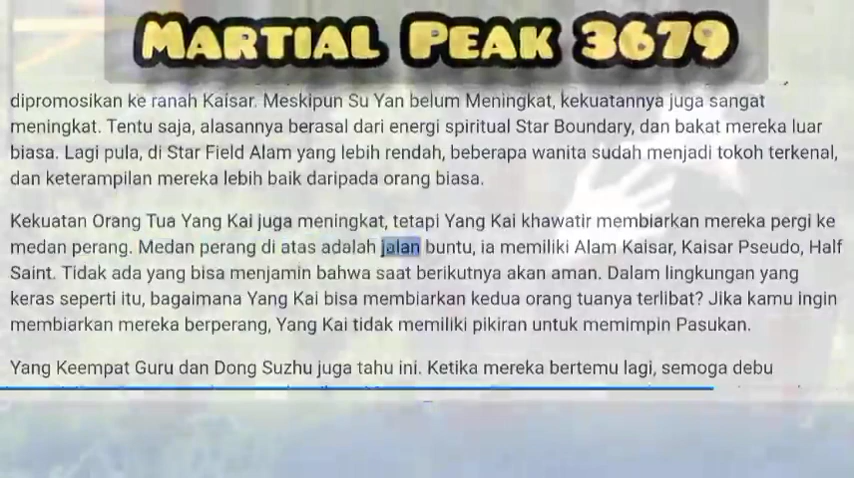 MARTIAL PEAK 3679
dipromosikan ke ranah Kaisar. Meskipun Su Yan belum Meningkat, kekuatannya juga sangat
meningkat. Tentu saja, alasannya berasal dari energi spiritual Star Boundary, dan bakat mereka luar
biasa. Lagi pula, di Star Field Alam yang lebih rendah, beberapa wanita sudah menjadi tokoh terkenal,
dan keterampilan mereka lebih baik daripada orang biasa.
Kekuatan Orang Tua Yang Kai juga meningkat, tetapi Yang Kai khawatir membiarkan mereka pergi ke
medan perang. Medan perang di atas adalah jalan buntu, ia memiliki Alam Kaisar, Kaisar Pseudo, Half
Saint. Tidak ada yang bisa menjamin bahwa saat berikutnya akan aman. Dalam lingkungan yang
keras seperti itu, bagaimana Yang Kai bisa membiarkan kedua orang tuanya terlibat? Jika kamu ingin
membiarkan mereka berperang, Yang Kai tidak memiliki pikiran untuk memimpin Pasukan.
Yang Keempat Guru dan Dong Suzhu juga tahu ini. Ketika mereka bertemu lagi, semoga debu